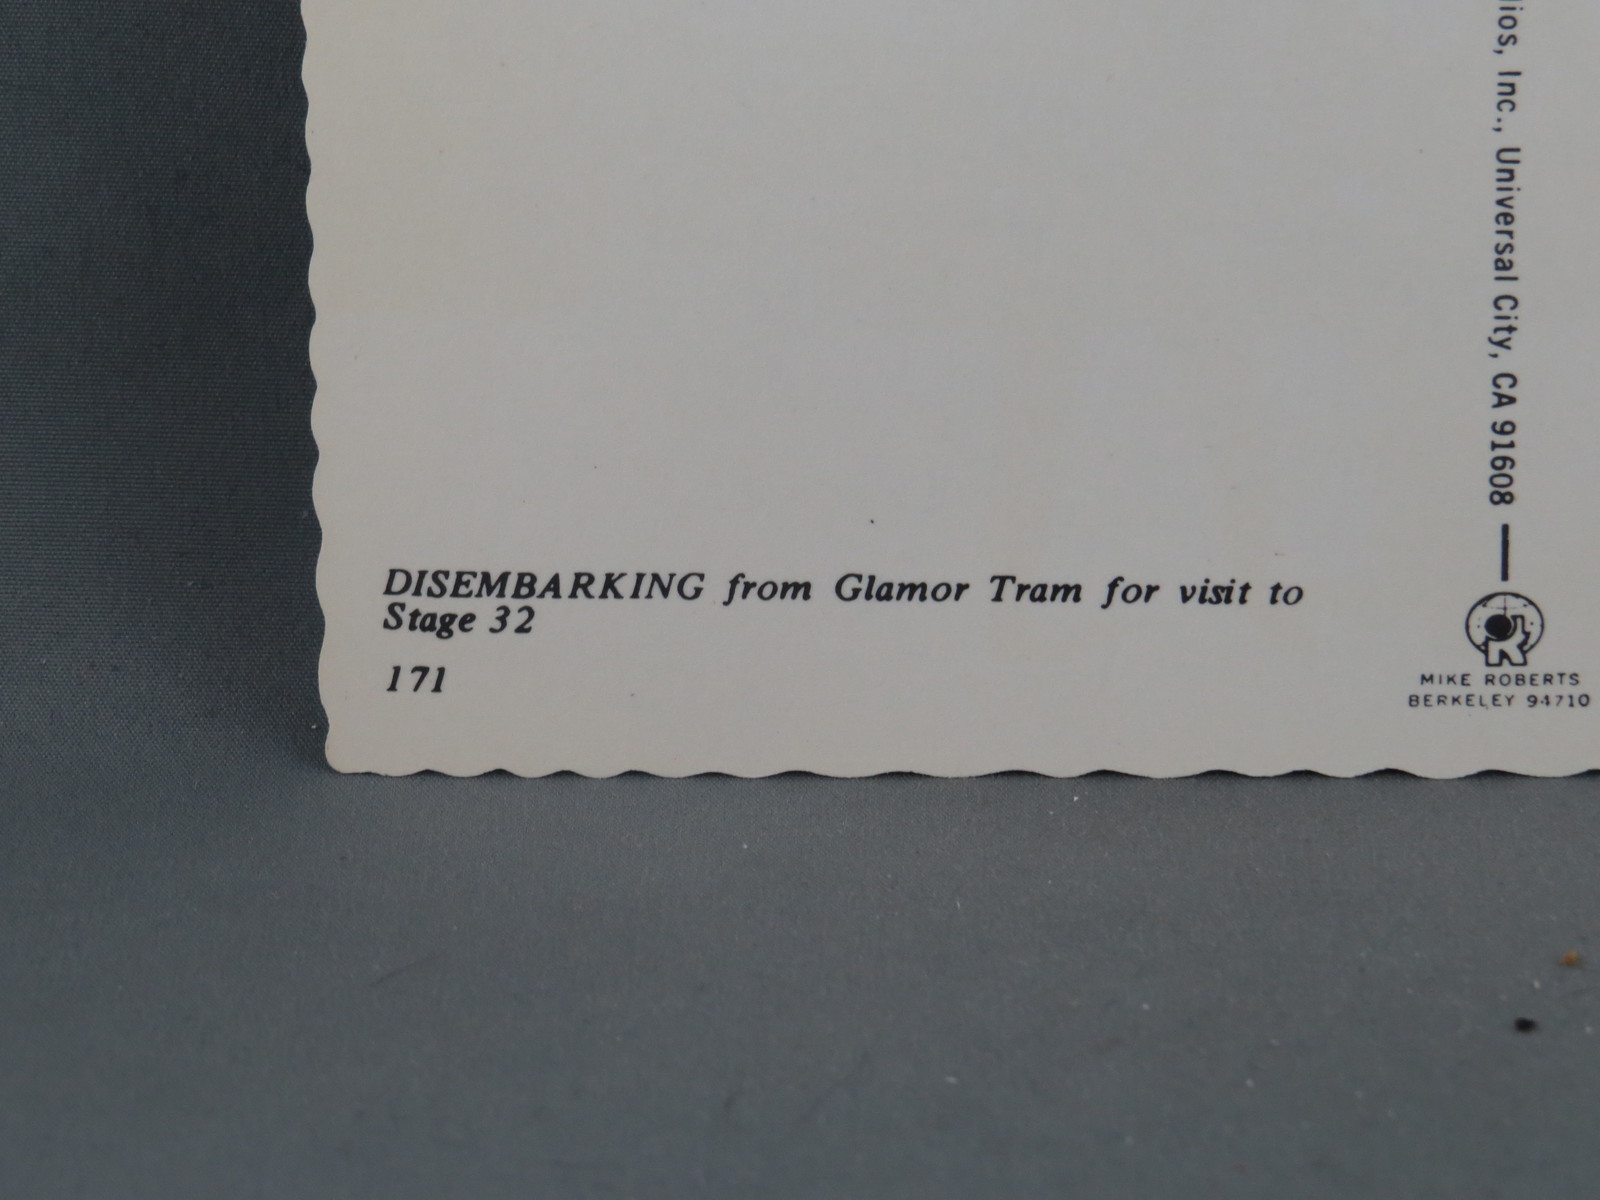 DISEMBARKING from Glamor Tram for visit to
Stage 32
171
Inc., Universal City, CA 91608
MIKE ROBERTS
BERKELEY 94710